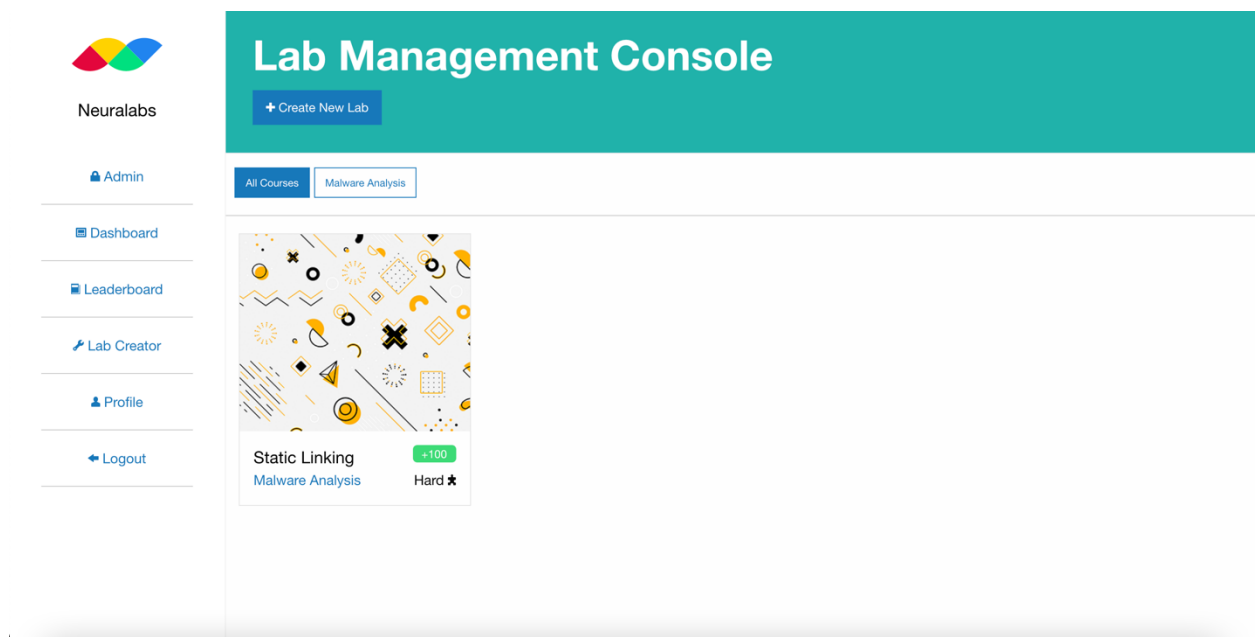 Neuralabs
Admin
Dashboard
Leaderboard
Lab Creator
Profile
Logout
Lab Management Console
+ Create New Lab
All Courses
Malware Analysis
Static Linking
+100
Malware Analysis
Hard